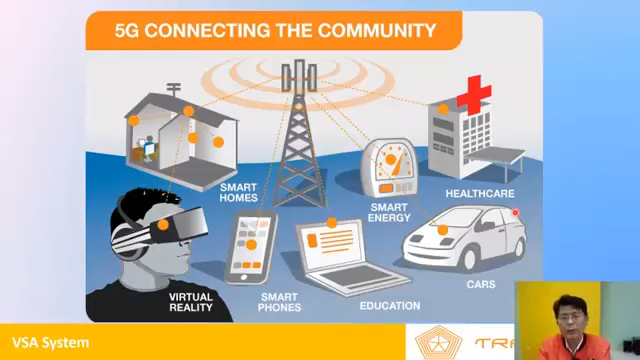 5G CONNECTING THE COMMUNITY
SMART
HOMES
HEALTHCARE
SMART
ENERGY
VIRTUAL
REALITY
SMART
PHONES
EDUCATION
CARS
VSA System